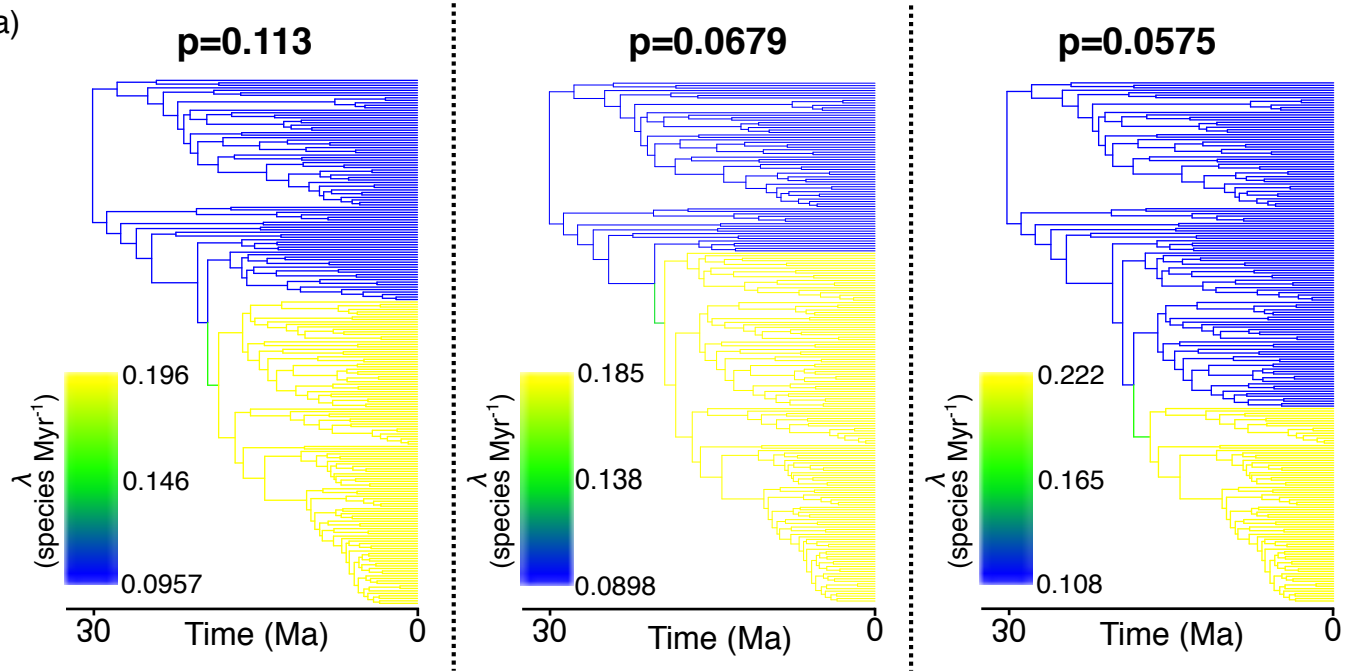 a)
p=0.113
p=0.0679
p=0.0575
0.196
0.146
0.0957
λ
(species Myr-1)
30
Time (Ma)
0
0.185
0.138
0.0898
λ
(species Myr-1)
30
Time (Ma)
0
0.222
0.165
0.108
λ
(species Myr-1)
30
Time (Ma)
0